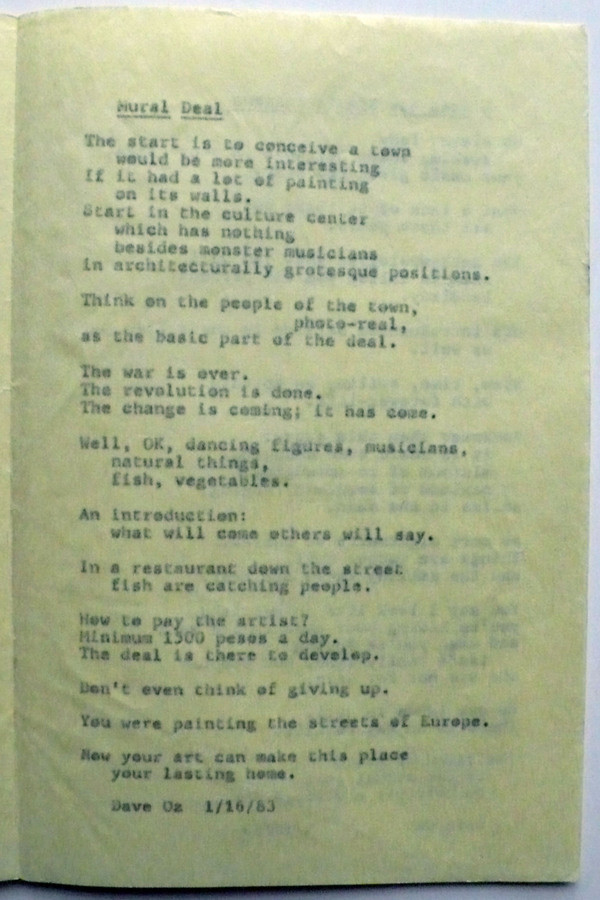 Mural Deal
The start is to conceive a town
would be more interesting
If it had a lot of painting
on its walls.
Start in the culture center
which has nothing
besides monster musicians
in architecturally grotesque positions.
Think on the people of the town,
photo-real,
as the basic part of the deal.
The war is over.
The revolution is done.
The change is coming; it has come.
Well, OK, dancing figures, musicians,
natural things,
fish, vegetables.
An introduction:
what will come others will say.
In a restaurant down the street
fish are catching people.
How to pay the artist?
Minimum 1500 pesos a day.
The deal is there to develop.
Don't even think of giving up.
You were painting the streets of Europe.
Now your art can make this place
your lasting home.
Dave Oz 1/16/83